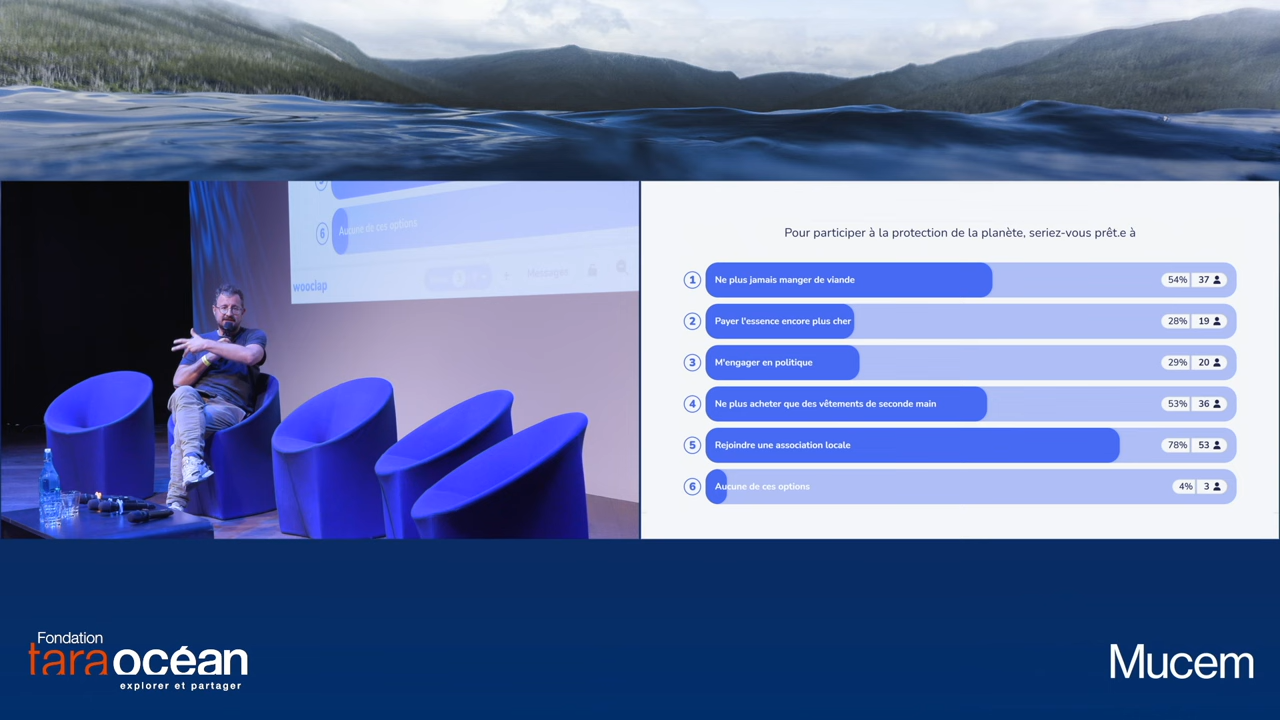 6
Aucune de ces options
Messages
wooclap
Pour participer à la protection de la planète, seriez-vous prêt.e à
1 Ne plus jamais manger de viande 54% 37
2 Payer l'essence encore plus cher 28% 19
3 M'engager en politique 29% 20
4 Ne plus acheter que des vêtements de seconde main 53% 36
5 Rejoindre une association locale 78% 53
6 Aucune de ces options 4% 3
Fondation
tara océan
explorer et partager
Mucem